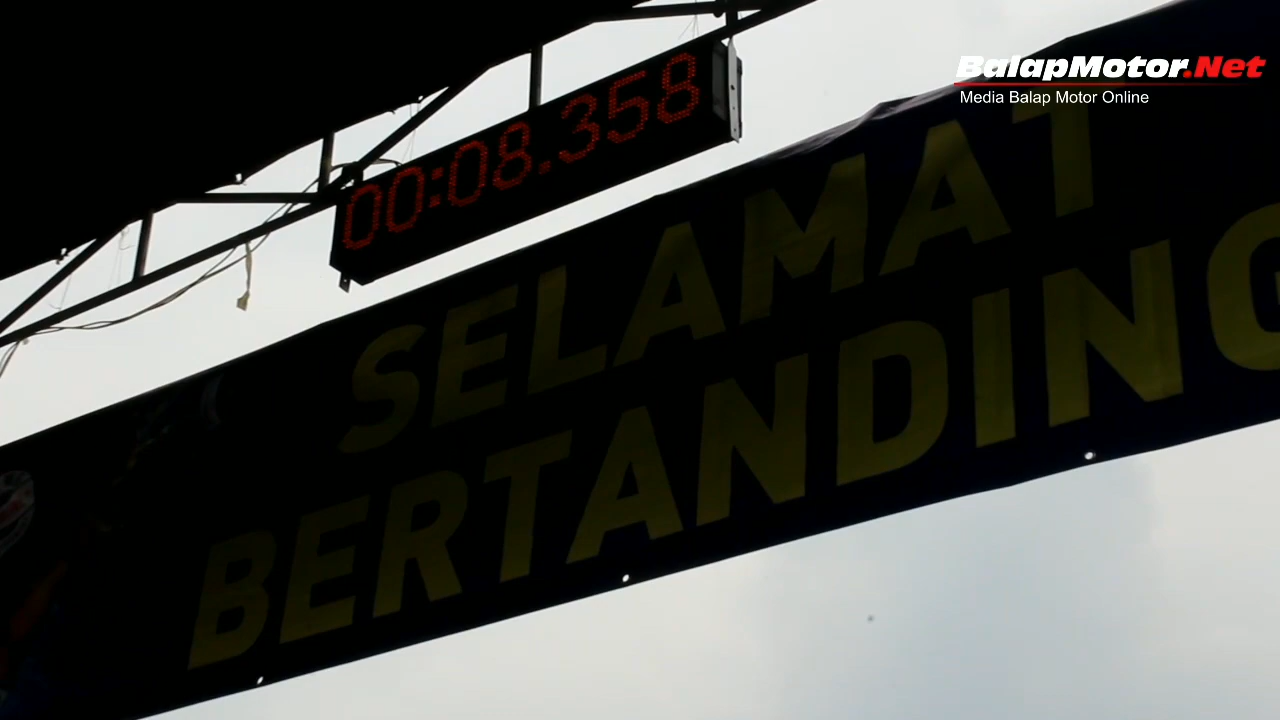 BalapMotor.Net
Media Balap Motor Online
00:08.358
SELAMAT
BERTANDING